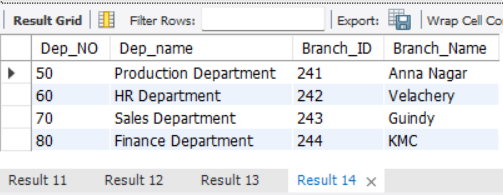 Result Grid Filter Rows: Export: Wrap Cell Co
Dep_NO Dep_name Branch_ID Branch_Name
50 Production Department 241 Anna Nagar
60 HR Department 242 Velachery
70 Sales Department 243 Guindy
80 Finance Department 244 KMC
Result 11 Result 12 Result 13 Result 14 ×